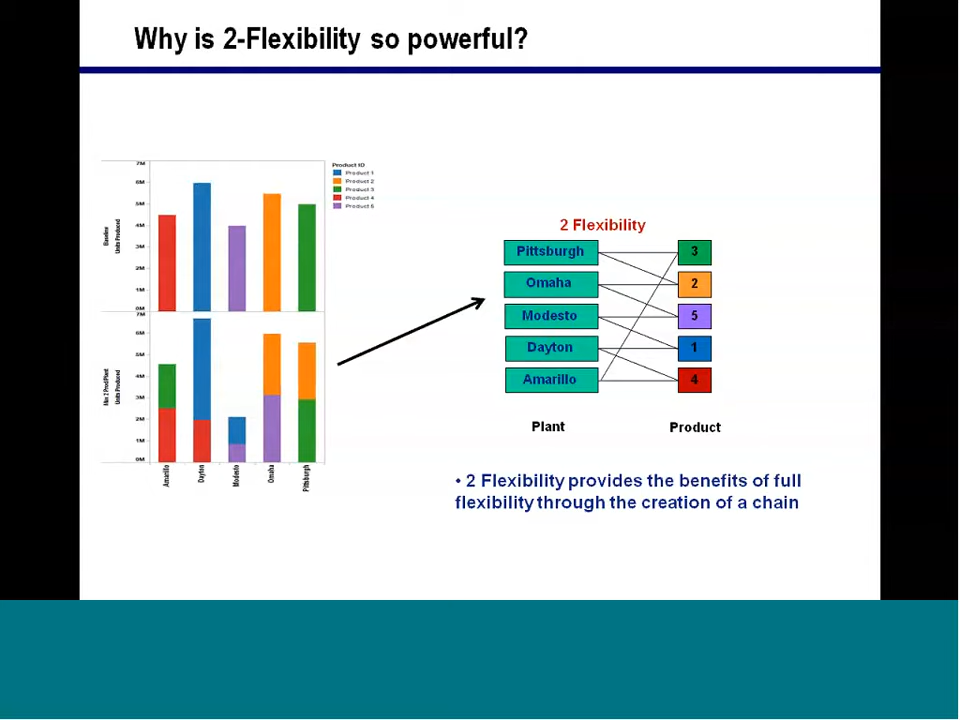 Why is 2-Flexibility so powerful?
Product ID
Product 1
Product 2
Product 3
Product 4
Product 5
Baseline
Units Produced
7M
6M
5M
4M
3M
2M
1M
0M
Units Produced
7M
6M
5M
4M
3M
2M
1M
0M
Amarillo
Dayton
Modesto
Omaha
Pittsburgh
2 Flexibility
Pittsburgh 3
Omaha 2
Modesto 5
Dayton 1
Amarillo 4
Plant Product
• 2 Flexibility provides the benefits of full
flexibility through the creation of a chain